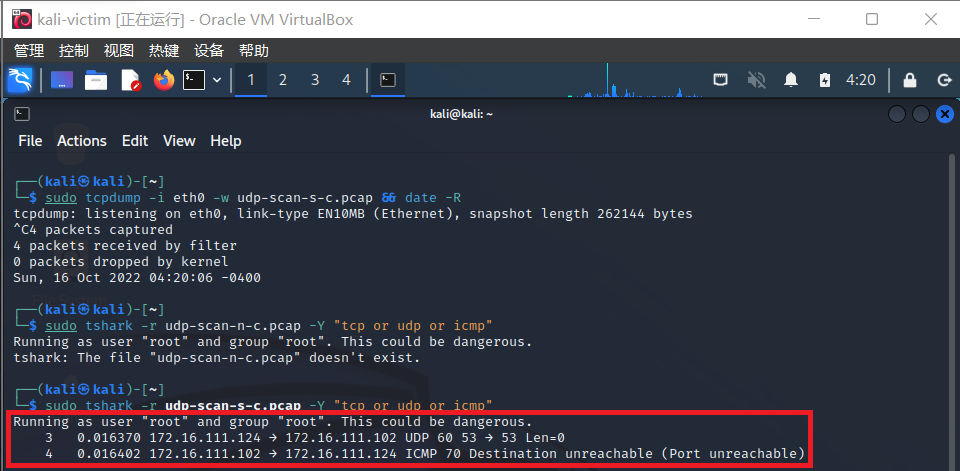 kali-victim [正在运行] - Oracle VM VirtualBox
管理 控制 视图 热键 设备 帮助
1 2 3 4 4:20
kali@kali: ~
File Actions Edit View Help
┌──(kali㉿kali)-[~]
└─$ sudo tcpdump -i eth0 -w udp-scan-s-c.pcap && date -R
tcpdump: listening on eth0, link-type EN10MB (Ethernet), snapshot length 262144 bytes
^C4 packets captured
4 packets received by filter
0 packets dropped by kernel
Sun, 16 Oct 2022 04:20:06 -0400
┌──(kali㉿kali)-[~]
└─$ sudo tshark -r udp-scan-n-c.pcap -Y "tcp or udp or icmp"
Running as user "root" and group "root". This could be dangerous.
tshark: The file "udp-scan-n-c.pcap" doesn't exist.
┌──(kali㉿kali)-[~]
└─$ sudo tshark -r udp-scan-s-c.pcap -Y "tcp or udp or icmp"
Running as user "root" and group "root". This could be dangerous.
3 0.016370 172.16.111.124 → 172.16.111.102 UDP 60 53 → 53 Len=0
4 0.016402 172.16.111.102 → 172.16.111.124 ICMP 70 Destination unreachable (Port unreachable)